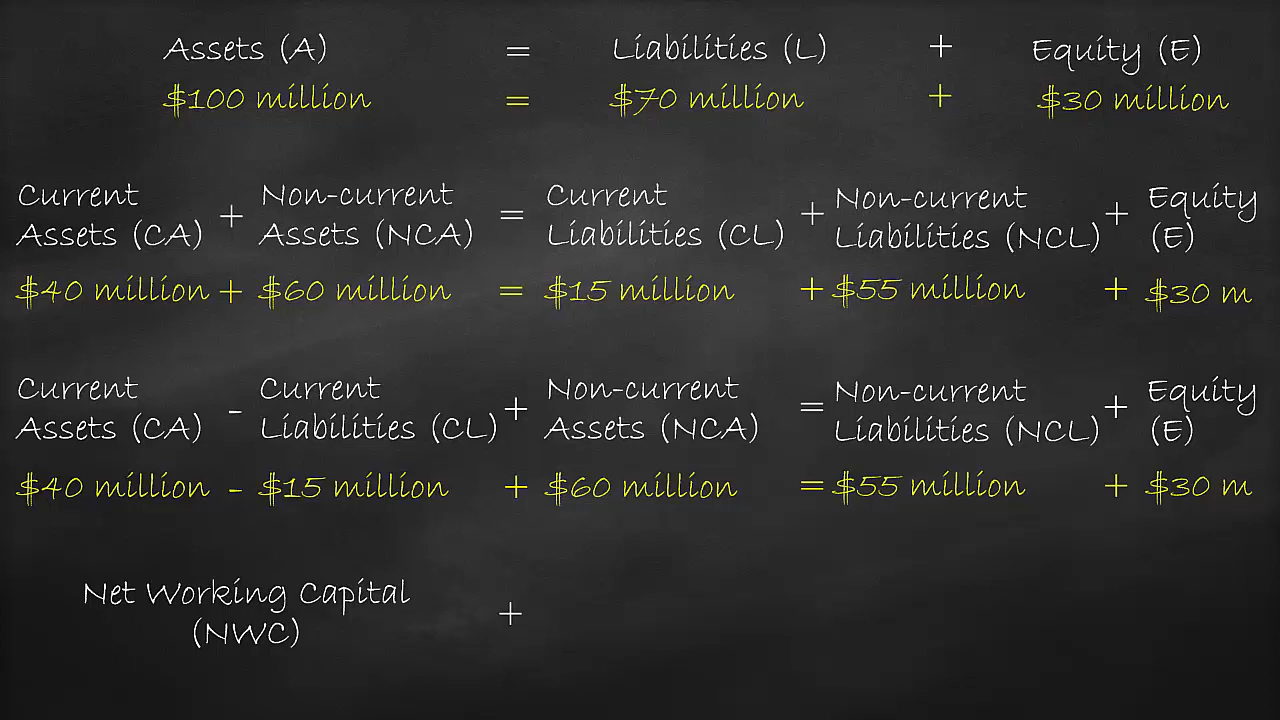 Assets (A) = Liabilities (L) + Equity (E)
$100 million = $70 million + $30 million
Current Assets (CA) + Non-current Assets (NCA) = Current Liabilities (CL) + Non-current Liabilities (NCL) + Equity (E)
$40 million + $60 million = $15 million + $55 million + $30 m
Current Assets (CA) - Current Liabilities (CL) + Non-current Assets (NCA) = Non-current Liabilities (NCL) + Equity (E)
$40 million - $15 million + $60 million = $55 million + $30 m
Net Working Capital (NWC) +